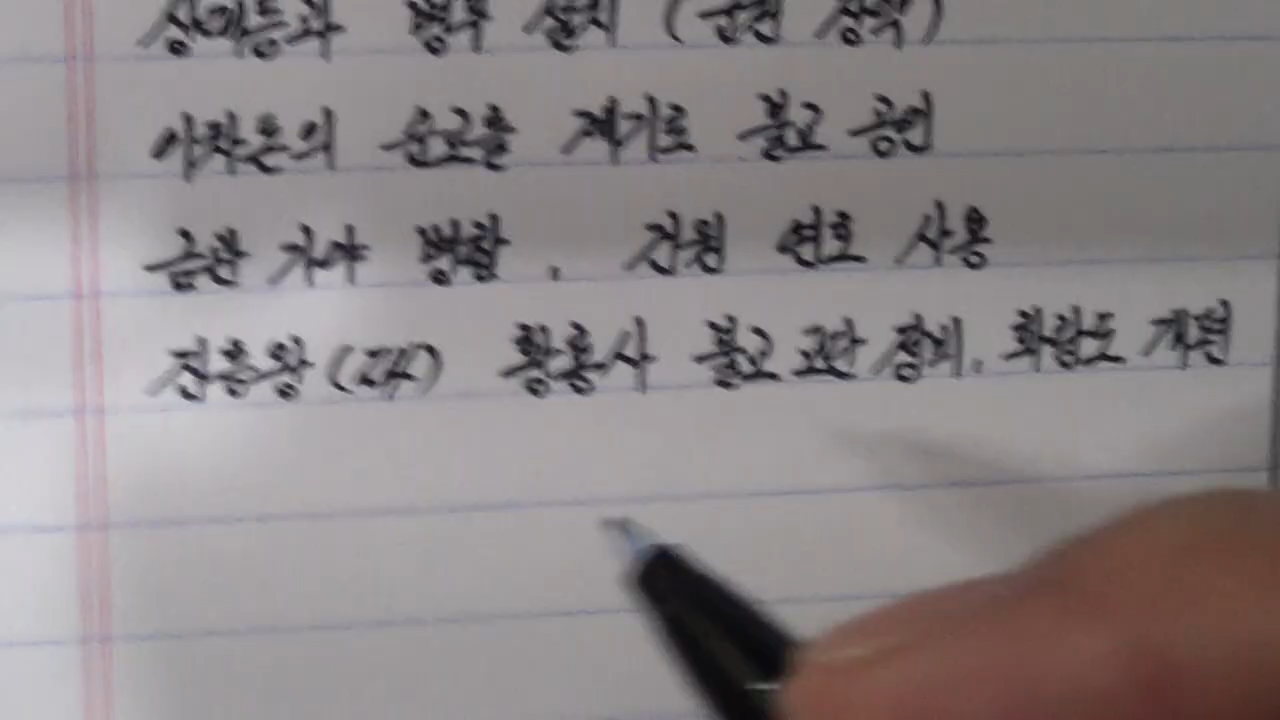 상대등과 병부 설치 (군권 장악)
이차돈의 순교를 계기로 불교 공인
금관 가야 병합, 건원 연호 사용
진흥왕(24) 황룡사 불교 교단 정비, 화랑도 개편